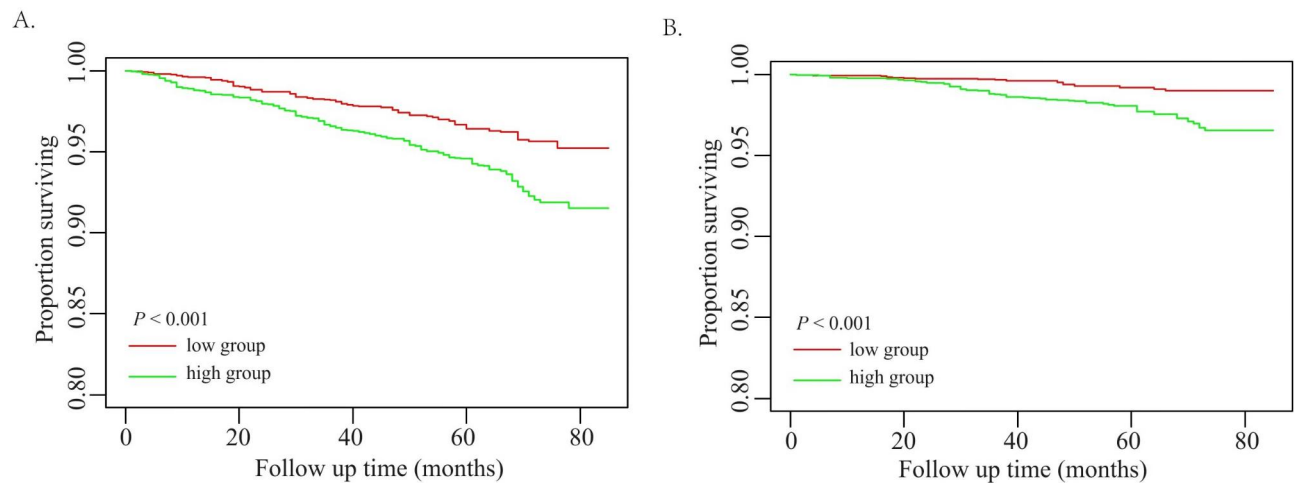 A.
Proportion surviving
1.00
0.95
0.90
0.85
0.80
P < 0.001
low group
high group
0 20 40 60 80
Follow up time (months)
B.
Proportion surviving
1.00
0.95
0.90
0.85
0.80
P < 0.001
low group
high group
0 20 40 60 80
Follow up time (months)